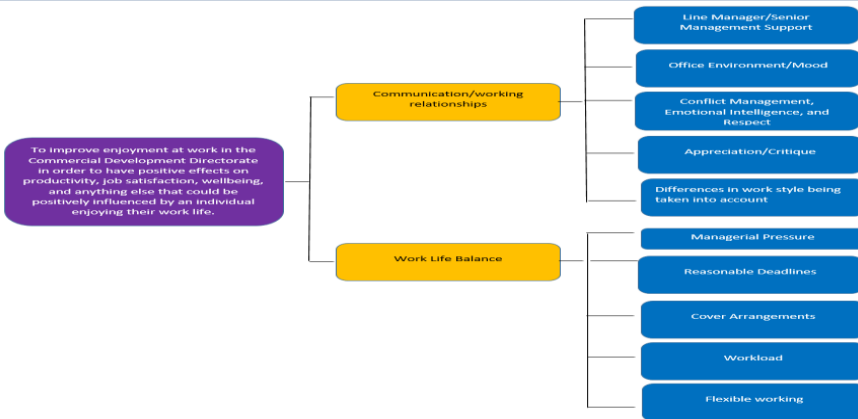 To improve enjoyment at work in the
Commercial Development Directorate
in order to have positive effects on
productivity, job satisfaction, wellbeing,
and anything else that could be
positively influenced by an individual
enjoying their work life.
Communication/working
relationships
Line Manager/Senior
Management Support
Office Environment/Mood
Conflict Management,
Emotional Intelligence, and
Respect
Appreciation/Critique
Differences in work style being
taken into account
Work Life Balance
Managerial Pressure
Reasonable Deadlines
Cover Arrangements
Workload
Flexible working